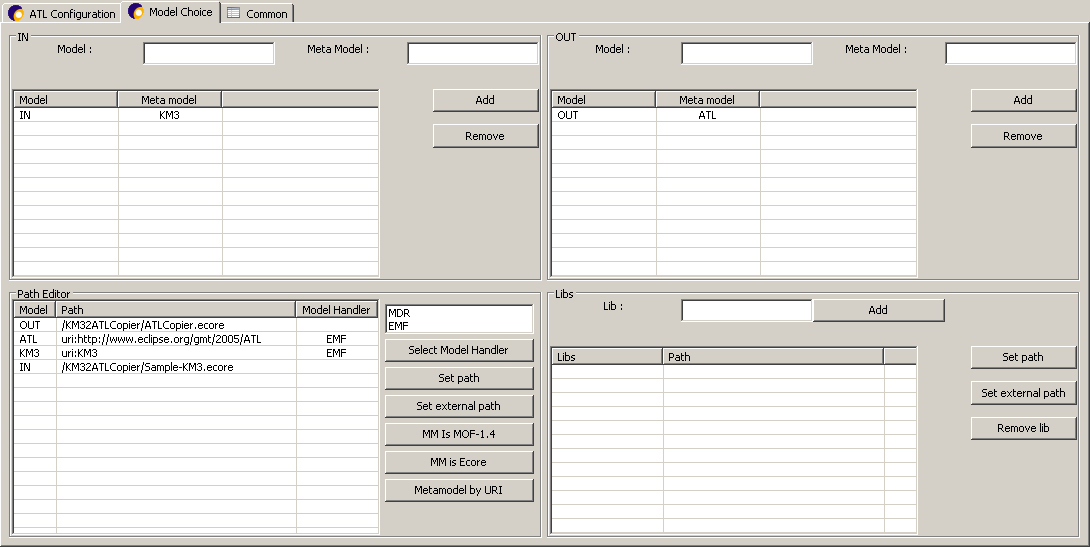 ATL Configuration Model Choice Common
IN
Model : Meta Model :
Model Meta model
IN KM3
Add
Remove
OUT
Model : Meta Model :
Model Meta model
OUT ATL
Add
Remove
Path Editor
Model Path Model Handler
OUT /KM32ATLCopier/ATLCopier.ecore
ATL uri:http://www.eclipse.org/gmt/2005/ATL EMF
KM3 uri:KM3 EMF
IN /KM32ATLCopier/Sample-KM3.ecore
MDR
EMF
Select Model Handler
Set path
Set external path
MM Is MOF-1.4
MM is Ecore
Metamodel by URI
Libs
Lib : Add
Libs Path
Set path
Set external path
Remove lib